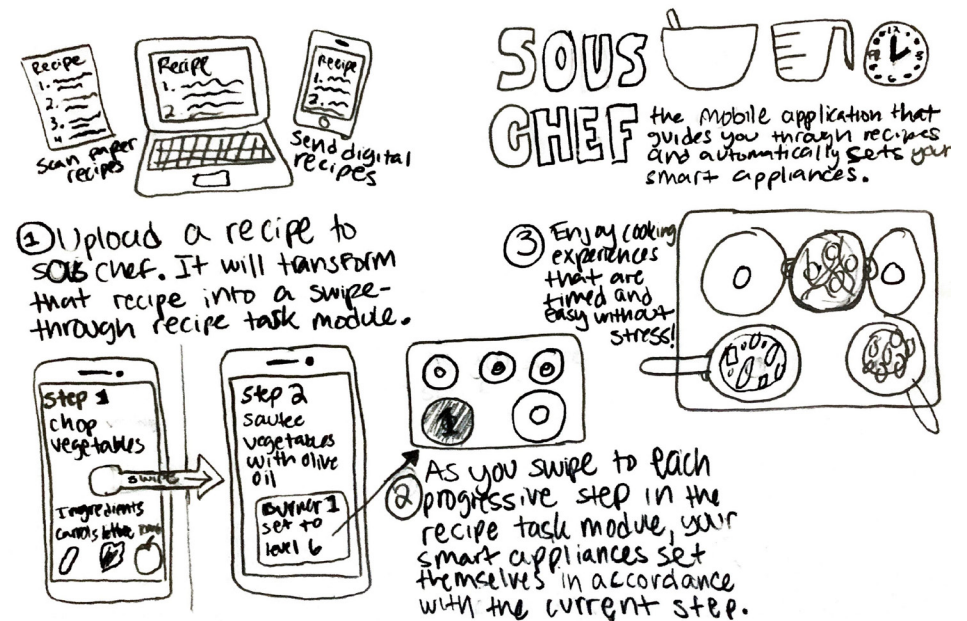 Recipe
1.
2.
3.
4
scan paper
recipes
Recipe
1.
2.
Recipe
1.
2.
Send digital
recipes
SOUS
CHEF
the mobile application that
guides you through recipes
and automatically sets your
smart appliances.
1 Upload a recipe to
sous chef. It will transform
that recipe into a swipe-
through recipe task module.
Step 1
chop
vegetables
swipe
Ingredients
carrots lettuce
Step 2
sautee
vegetables
with olive
oil
Burner 1
set to
level 6
1
2 As you swipe to each
progressive step in the
recipe task module, your
smart appliances set
themselves in accordance
with the current step.
3 Enjoy cooking
experiences
that are
timed and
easy without
stress!